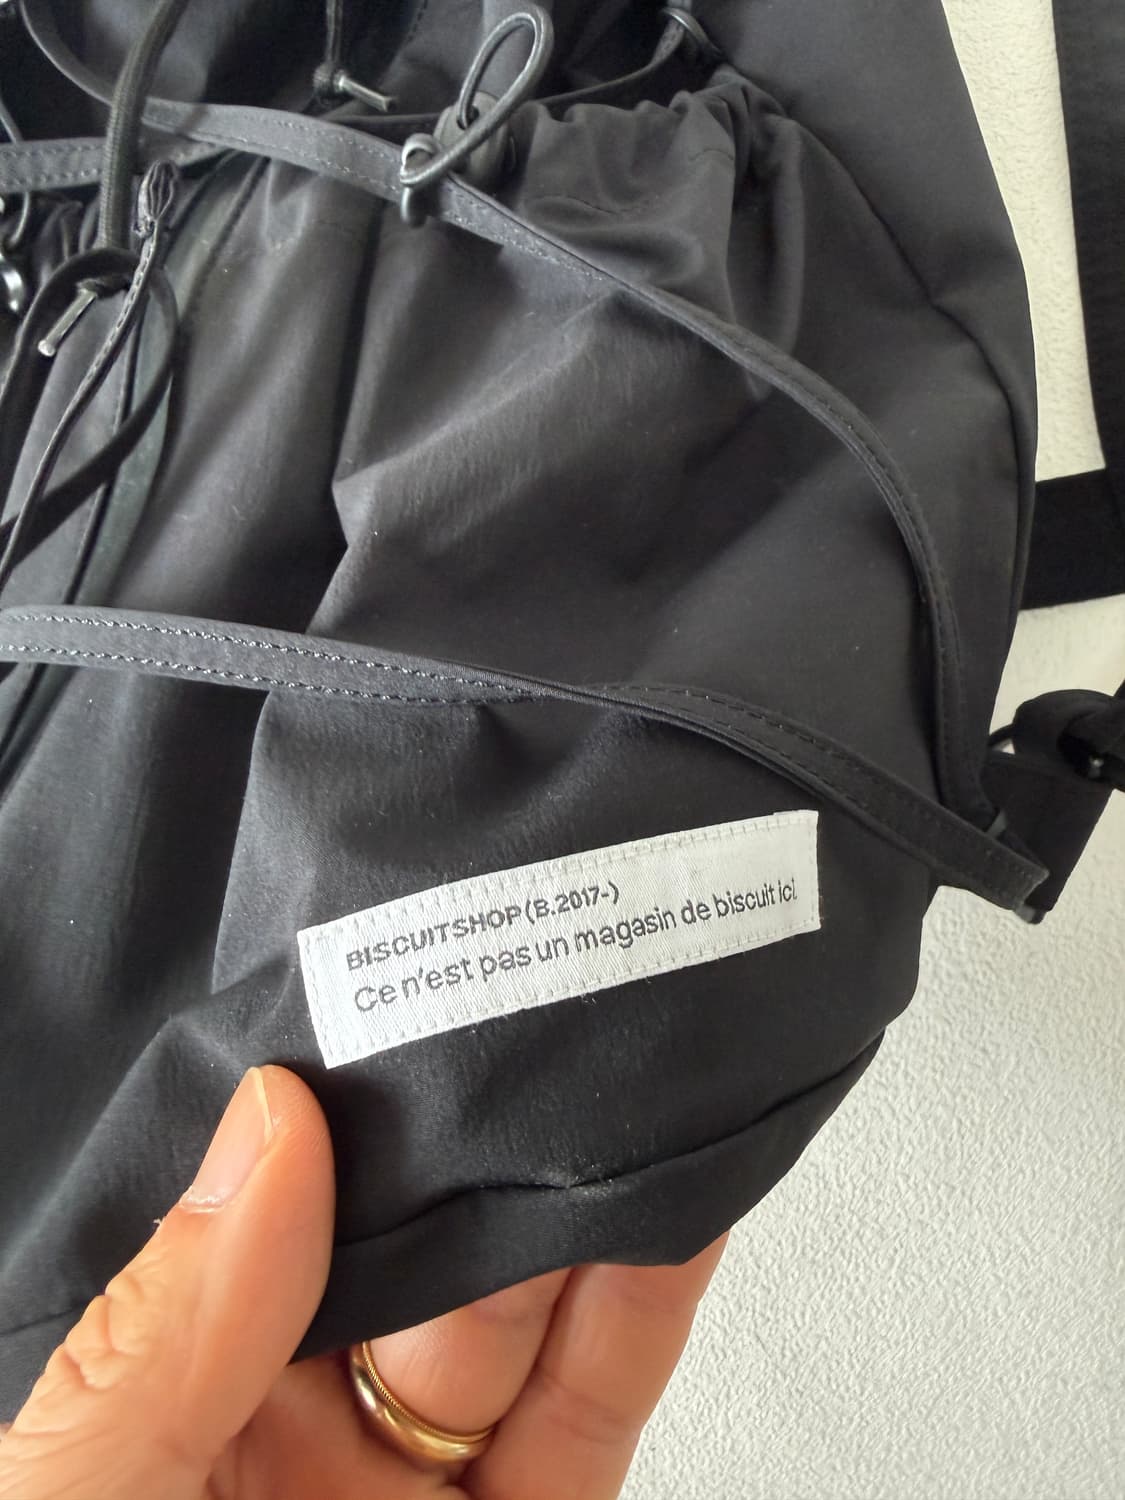 BISCUITSHOP (B.2017-)
Ce n'est pas un magasin de biscuit ici.